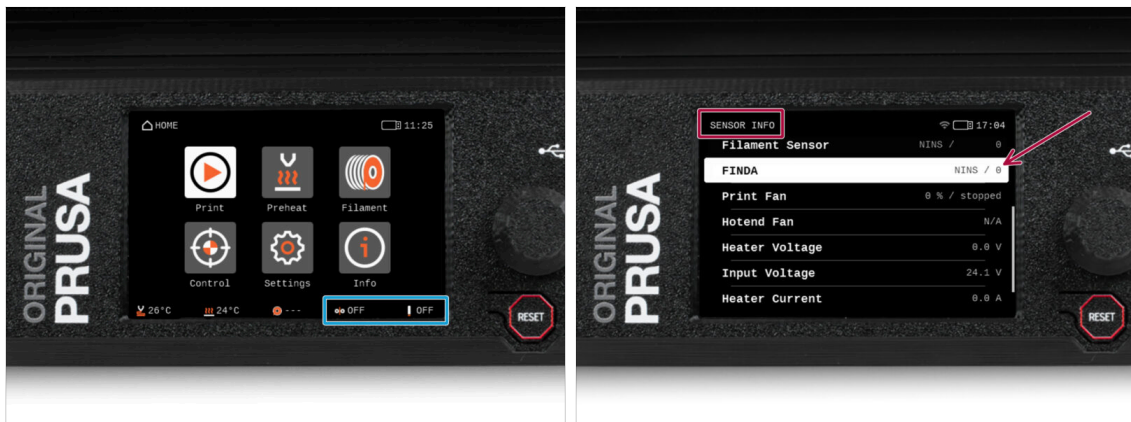 HOME
11:25
Print
Preheat
Filament
Control
Settings
Info
26°C
24°C
---
OFF
OFF
ORIGINAL
PRUSA
RESET
SENSOR INFO
17:04
Filament Sensor NINS / 0
FINDA NINS / 0
Print Fan 0 % / stopped
Hotend Fan N/A
Heater Voltage 0.0 V
Input Voltage 24.1 V
Heater Current 0.0 A
ORIGINAL
PRUSA
RESET